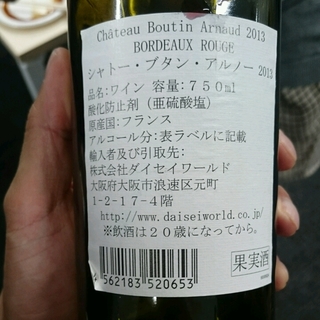 Château Boutin Arnaud 2013
BORDEAUX ROUGE
シャトー・ブタン・アルノー 2013
品名:ワイン 容量:750ml
酸化防止剤(亜硫酸塩)
原産国:フランス
アルコール分:表ラベルに記載
輸入者及び引取先:
株式会社ダイセイワールド
大阪府大阪市浪速区元町
1-2-17-4階
http://www.daiseiworld.co.jp/
※飲酒は20歳になってから。
果実酒
562183 520653